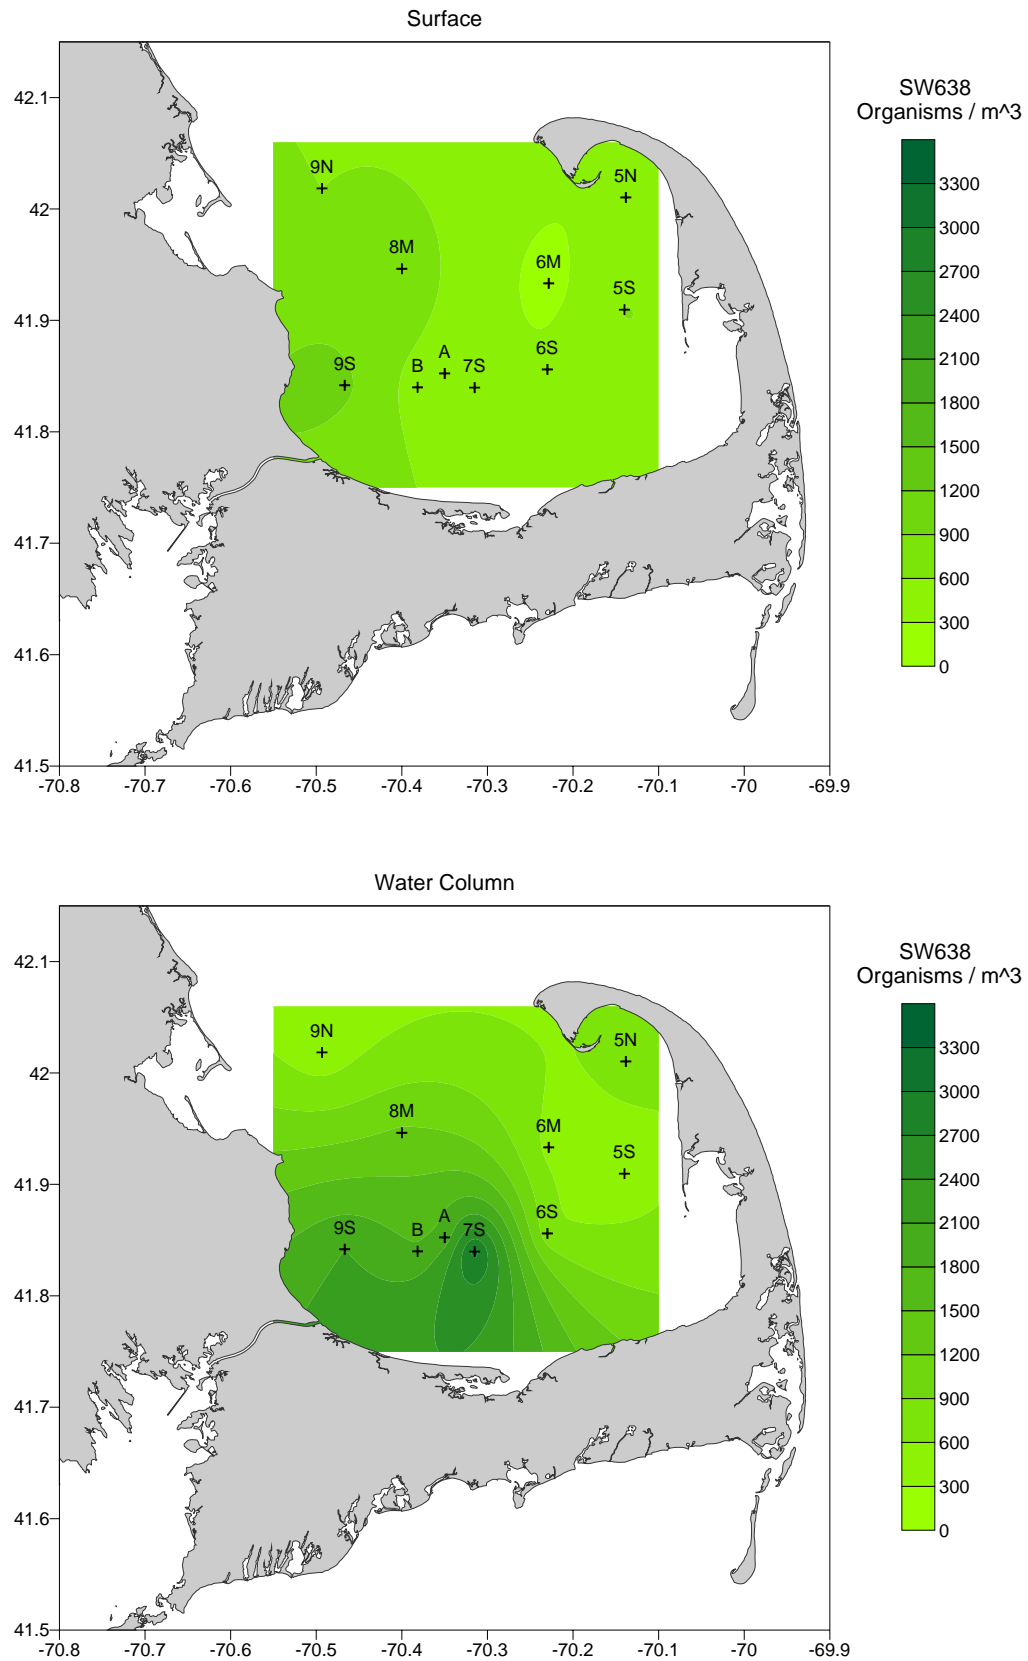 Surface
SW638
Organisms / m^3
42.1
42
41.9
41.8
41.7
41.6
41.5
-70.8 -70.7 -70.6 -70.5 -70.4 -70.3 -70.2 -70.1 -70 -69.9
9N 5N
8M 6M
5S
9S B A 7S 6S
3300
3000
2700
2400
2100
1800
1500
1200
900
600
300
0
Water Column
SW638
Organisms / m^3
42.1
42
41.9
41.8
41.7
41.6
41.5
-70.8 -70.7 -70.6 -70.5 -70.4 -70.3 -70.2 -70.1 -70 -69.9
9N 5N
8M 6M
5S
9S B A 7S 6S
3300
3000
2700
2400
2100
1800
1500
1200
900
600
300
0